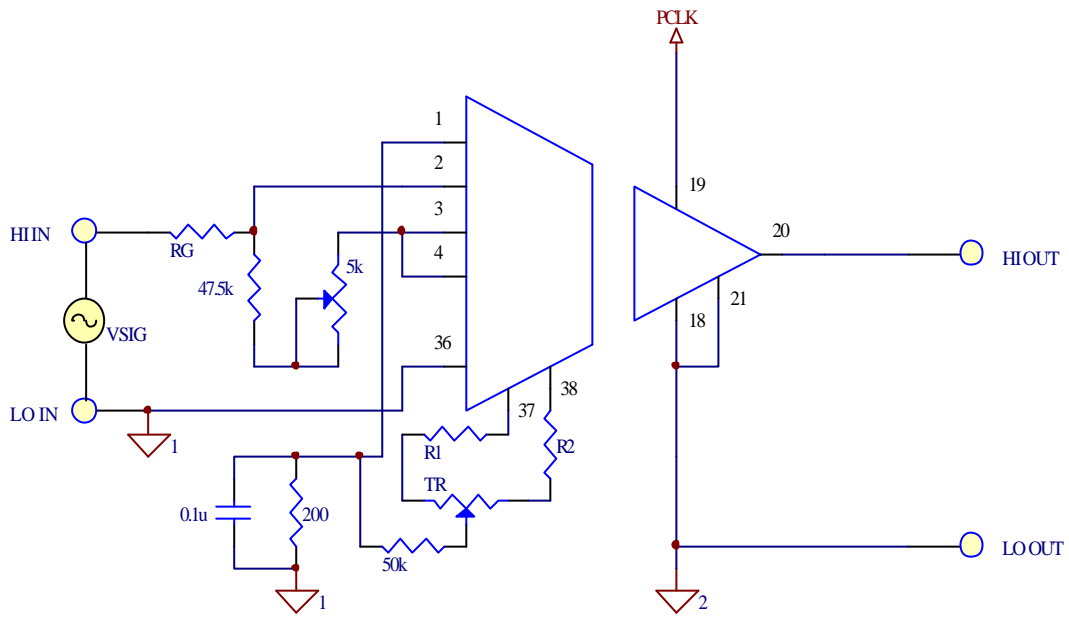 PCLK
1
2
3
4
36
37
38
19
20
21
18
HI IN
RG
47.5k
5k
VSIG
LO IN
1
R1
R2
TR
0.1u
200
50k
1
HI OUT
LO OUT
2